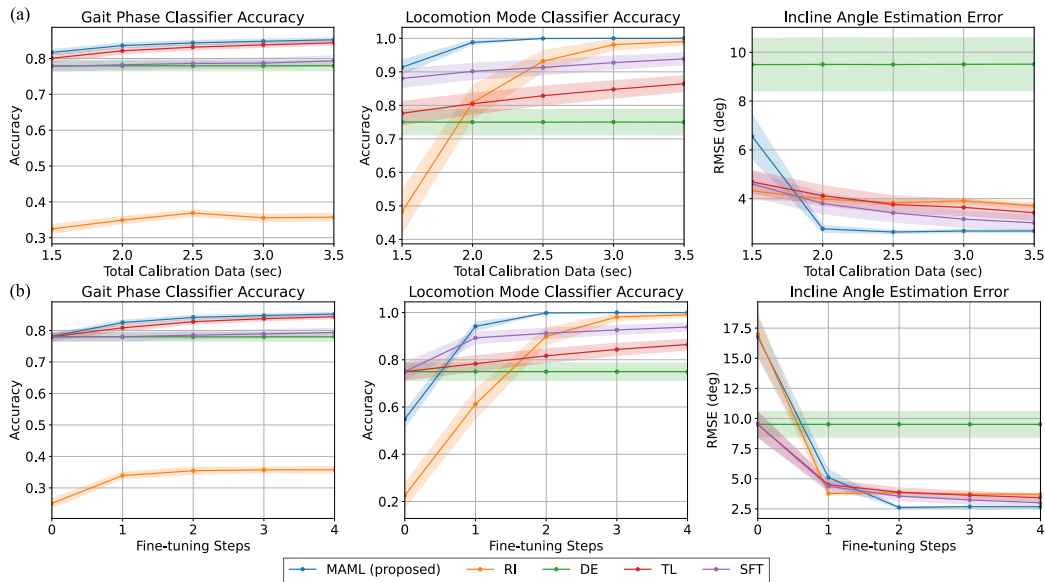 (a)
Gait Phase Classifier Accuracy
Accuracy
0.8
0.7
0.6
0.5
0.4
0.3
1.5 2.0 2.5 3.0 3.5
Total Calibration Data (sec)
Locomotion Mode Classifier Accuracy
Accuracy
1.0
0.9
0.8
0.7
0.6
0.5
0.4
1.5 2.0 2.5 3.0 3.5
Total Calibration Data (sec)
Incline Angle Estimation Error
RMSE (deg)
10
8
6
4
1.5 2.0 2.5 3.0 3.5
Total Calibration Data (sec)
(b)
Gait Phase Classifier Accuracy
Accuracy
0.8
0.7
0.6
0.5
0.4
0.3
0 1 2 3 4
Fine-tuning Steps
Locomotion Mode Classifier Accuracy
Accuracy
1.0
0.8
0.6
0.4
0.2
0 1 2 3 4
Fine-tuning Steps
Incline Angle Estimation Error
RMSE (deg)
17.5
15.0
12.5
10.0
7.5
5.0
2.5
0 1 2 3 4
Fine-tuning Steps
MAML (proposed) RI DE TL SFT